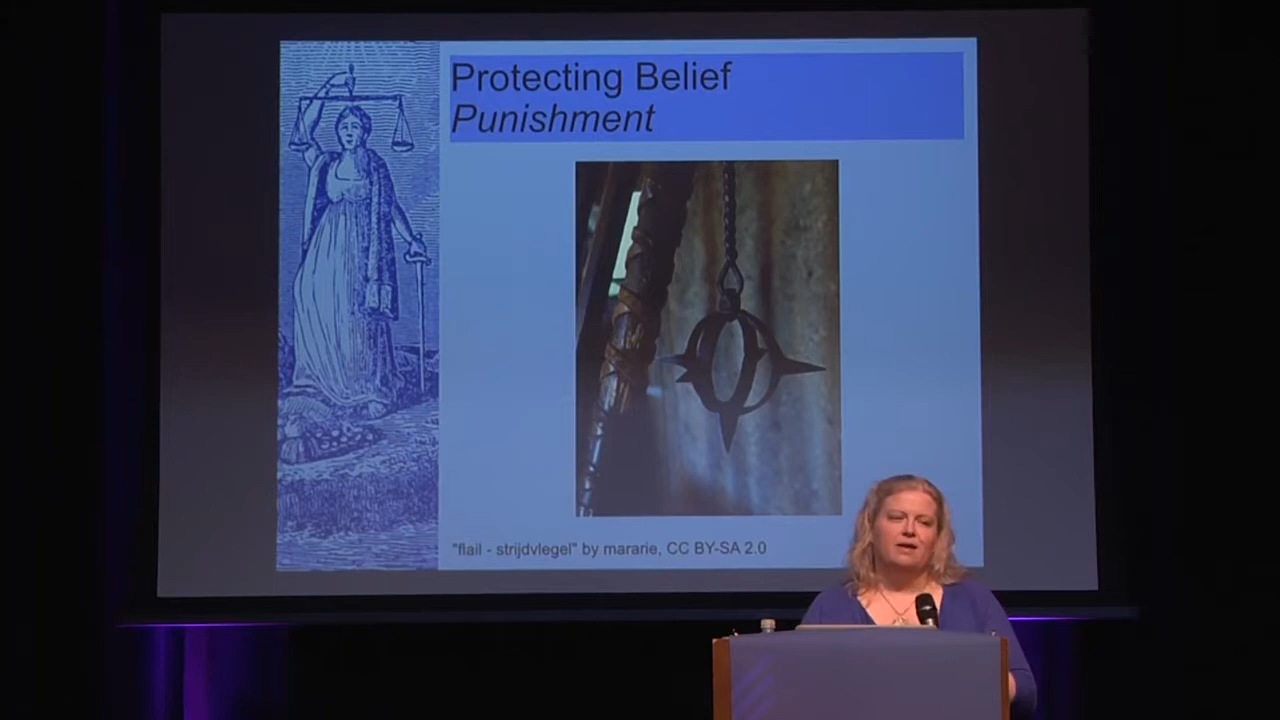 Protecting Belief
Punishment
"flail - strijdvlegel" by mararie, CC BY-SA 2.0